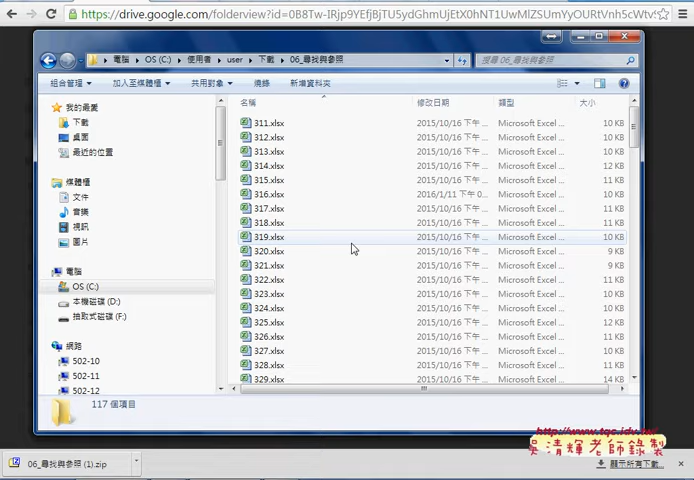 https://drive.google.com/folderview?id=0B8Tw-IRjp9YEfjBjTU5ydGhmUjEtX0hNT1UwMlZSUmYyOURtNnh5cWtv
電腦 OS (C:) 使用者 user 下載 06_尋找與參照
搜尋 06_尋找與參照
組合管理 加入至媒體櫃 共用對象 燒錄 新增資料夾
名稱 修改日期 類型 大小
我的最愛
下載
桌面
最近的位置
媒體櫃
文件
音樂
視訊
圖片
電腦
OS (C:)
本機磁碟 (D:)
抽取式磁碟 (F:)
網路
502-10
502-11
502-12
311.xlsx 2015/10/16 下午 ... Microsoft Excel ... 10 KB
312.xlsx 2015/10/16 下午 ... Microsoft Excel ... 10 KB
313.xlsx 2015/10/16 下午 ... Microsoft Excel ... 10 KB
314.xlsx 2015/10/16 下午 ... Microsoft Excel ... 12 KB
315.xlsx 2015/10/16 下午 ... Microsoft Excel ... 10 KB
316.xlsx 2016/1/11 下午 0... Microsoft Excel ... 10 KB
317.xlsx 2015/10/16 下午 ... Microsoft Excel ... 11 KB
318.xlsx 2015/10/16 下午 ... Microsoft Excel ... 11 KB
319.xlsx 2015/10/16 下午 ... Microsoft Excel ... 10 KB
320.xlsx 2015/10/16 下午 ... Microsoft Excel ... 9 KB
321.xlsx 2015/10/16 下午 ... Microsoft Excel ... 9 KB
322.xlsx 2015/10/16 下午 ... Microsoft Excel ... 11 KB
323.xlsx 2015/10/16 下午 ... Microsoft Excel ... 10 KB
324.xlsx 2015/10/16 下午 ... Microsoft Excel ... 10 KB
325.xlsx 2015/10/16 下午 ... Microsoft Excel ... 12 KB
326.xlsx 2015/10/16 下午 ... Microsoft Excel ... 11 KB
327.xlsx 2015/10/16 下午 ... Microsoft Excel ... 11 KB
328.xlsx 2015/10/16 下午 ... Microsoft Excel ... 10 KB
329.xlsx 2015/10/16 下午 ... Microsoft Excel ... 14 KB
117 個項目
http://www.tqc.idv.tw/
吳清輝老師錄製
06_尋找與參照 (1).zip
顯示所有下載...